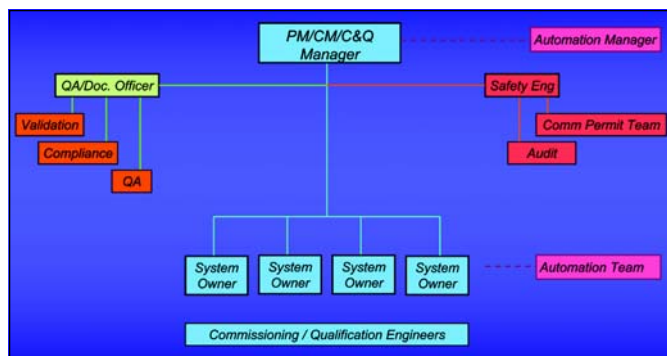 PM/CM/C&Q
Manager
Automation Manager
QA/Doc. Officer
Safety Eng
Validation
Comm Permit Team
Compliance
Audit
QA
System
Owner
System
Owner
System
Owner
System
Owner
Automation Team
Commissioning / Qualification Engineers